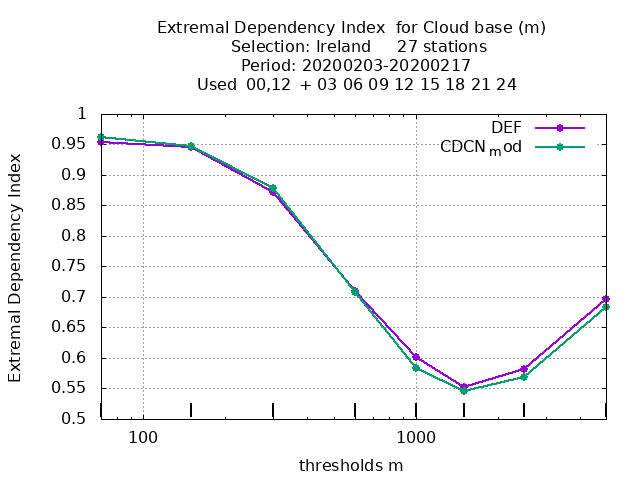 Extremal Dependency Index  for Cloud base (m)
Selection: Ireland     27 stations
Period: 20200203-20200217
Used  00,12  + 03 06 09 12 15 18 21 24
DEF
CDCNmod
1
0.95
0.9
0.85
0.8
0.75
0.7
0.65
0.6
0.55
0.5
Extremal Dependency Index
100
1000
thresholds m